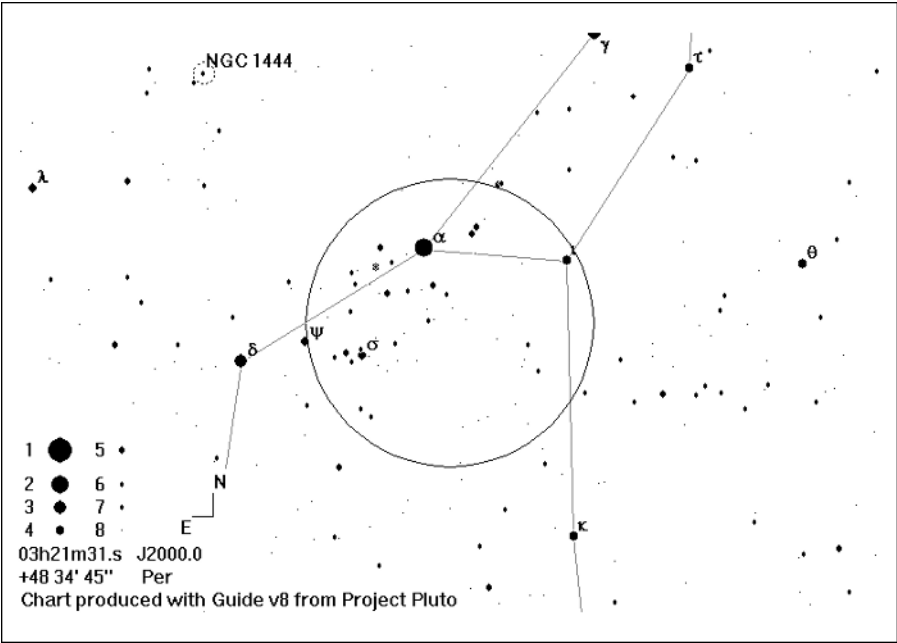 γ
τ
NGC 1444
λ
α
ι
θ
*
ψ
δ
σ
1 5
2 6
3 7
4 8
N
E
κ
03h21m31.s J2000.0
+48 34' 45" Per
Chart produced with Guide v8 from Project Pluto